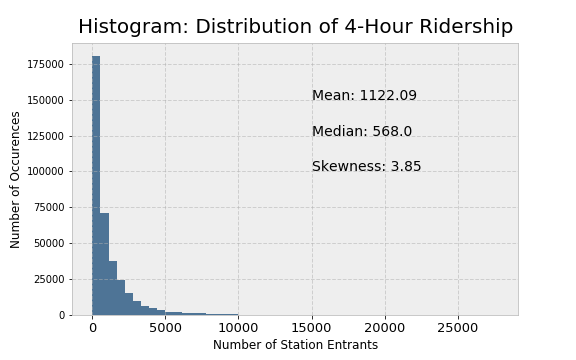 Histogram: Distribution of 4-Hour Ridership
175000
150000
125000
100000
75000
50000
25000
0
Number of Occurences
Mean: 1122.09
Median: 568.0
Skewness: 3.85
0 5000 10000 15000 20000 25000
Number of Station Entrants